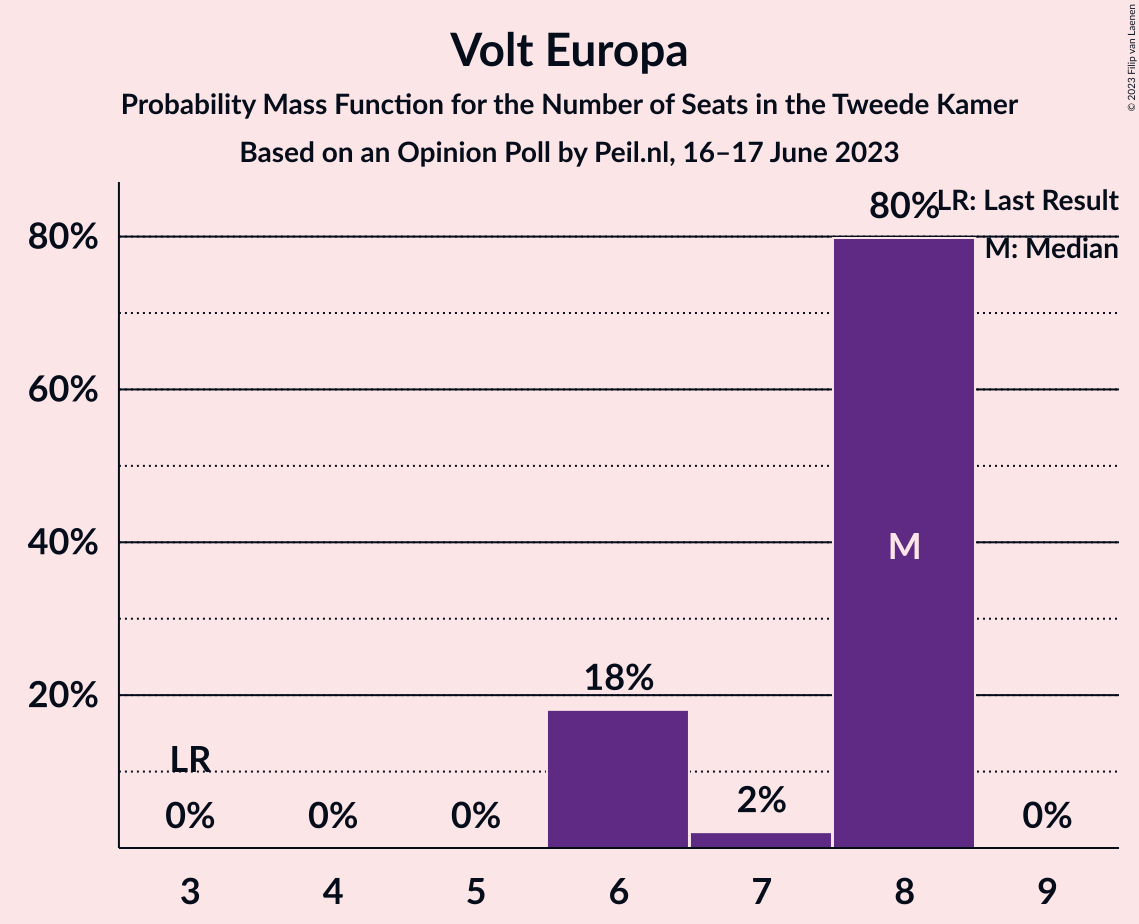 Volt Europa
Probability Mass Function for the Number of Seats in the Tweede Kamer
Based on an Opinion Poll by Peil.nl, 16–17 June 2023
© 2023 Filip van Laenen
LR: Last Result
M: Median
80%
60%
40%
20%
LR
0%
0%
0%
18%
2%
80%
M
0%
3
4
5
6
7
8
9